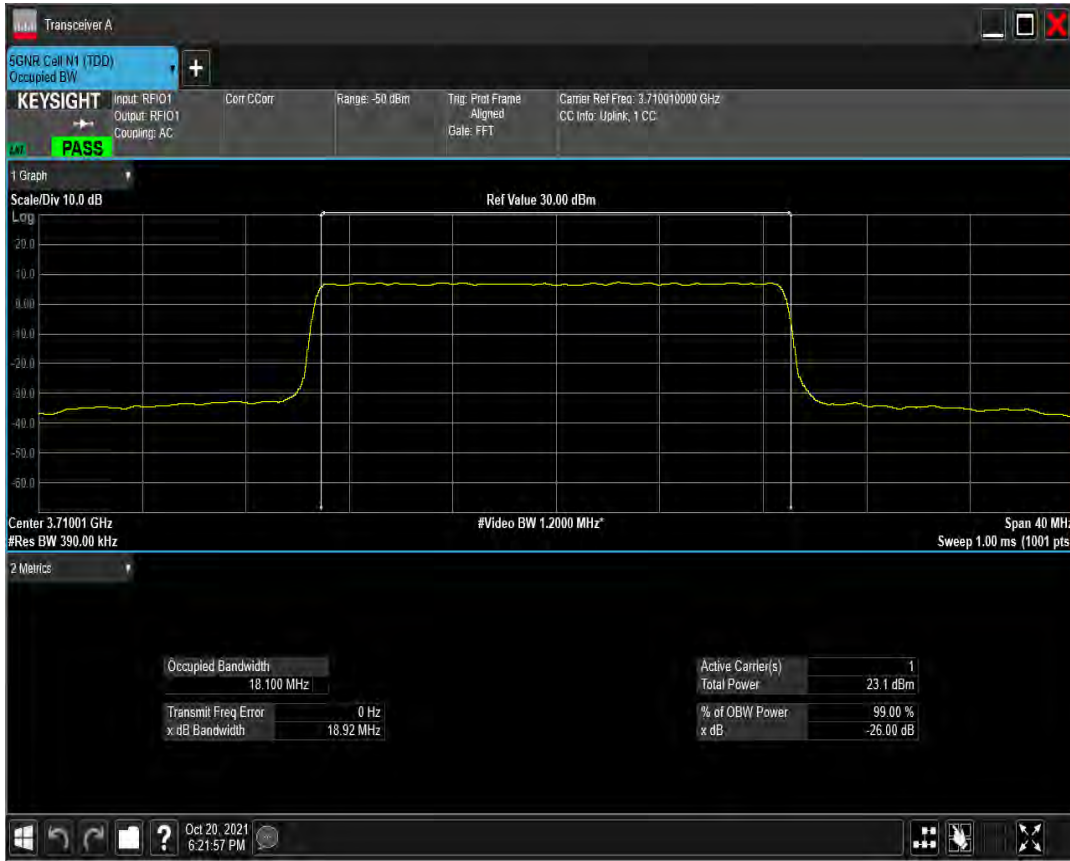 Transceiver A
5GNR Cell N1 (TDD)
Occupied BW
+
KEYSIGHT
Input: RFIO1
Output: RFIO1
Coupling: AC
Corr CCorr
Range: -50 dBm
Trig: Prot Frame
Aligned
Gate: FFT
Carrier Ref Freq: 3.710010000 GHz
CC Info: Uplink, 1 CC
PASS
1 Graph
Scale/Div 10.0 dB
Ref Value 30.00 dBm
Log
20.0
10.0
0.00
-10.0
-20.0
-30.0
-40.0
-50.0
-60.0
Center 3.71001 GHz
#Video BW 1.2000 MHz*
Span 40 MHz
#Res BW 390.00 kHz
Sweep 1.00 ms (1001 pts
2 Metrics
Occupied Bandwidth
18.100 MHz
Transmit Freq Error 0 Hz
x dB Bandwidth 18.92 MHz
Active Carrier(s) 1
Total Power 23.1 dBm
% of OBW Power 99.00 %
x dB -26.00 dB
?
Oct 20, 2021
6:21:57 PM